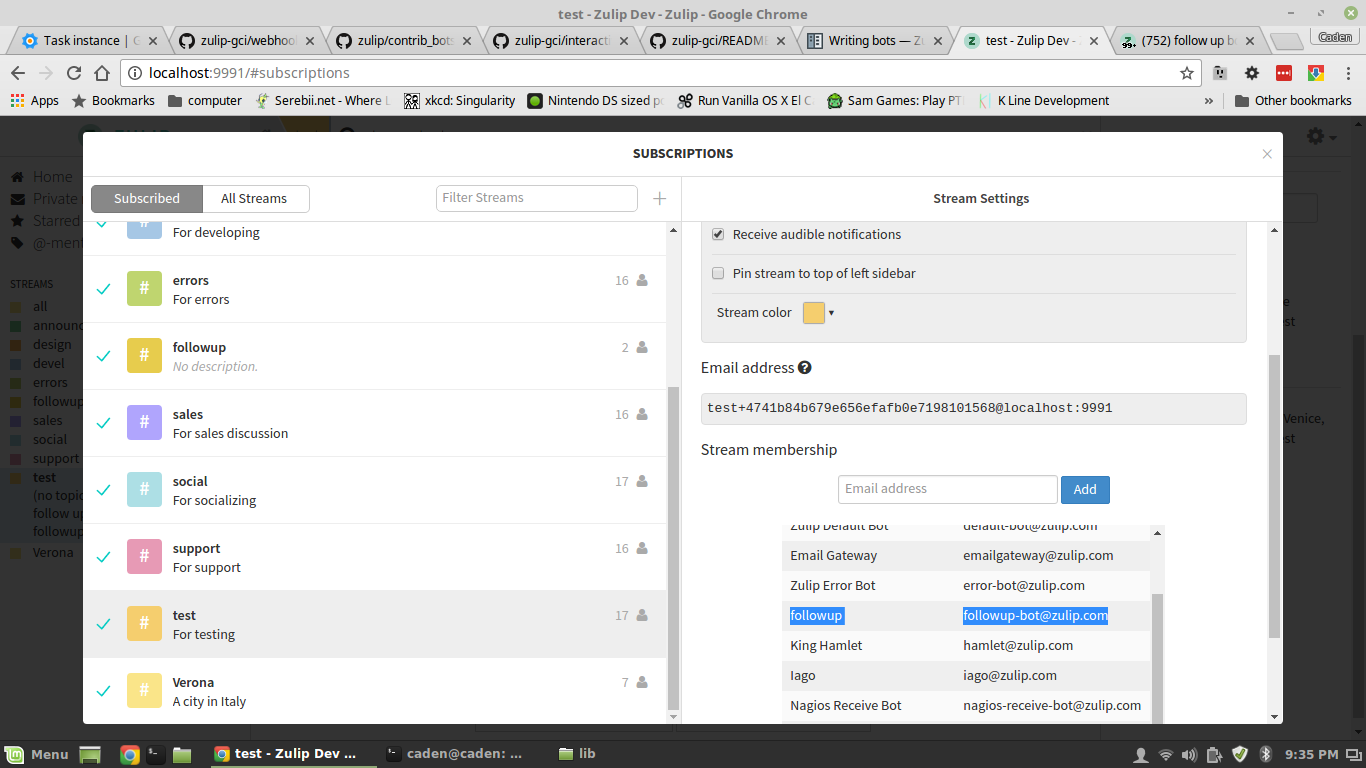 test - Zulip Dev - Zulip - Google Chrome
Task instance | G
zulip-gci/webhoo
zulip/contrib_bots
zulip-gci/interacti
zulip-gci/README
Writing bots — Zu
test - Zulip Dev -
(752) follow up b
Caden
localhost:9991/#subscriptions
Apps
Bookmarks
computer
Serebii.net - Where L
xkcd: Singularity
Nintendo DS sized p
Run Vanilla OS X El C
Sam Games: Play PT
K Line Development
»
Other bookmarks
SUBSCRIPTIONS
Home
Private
Starred
@-ment
STREAMS
all
announc
design
devel
errors
followup
sales
social
support
test
(no topic
follow up
followup
Verona
Subscribed
All Streams
Filter Streams
Stream Settings
For developing
errors
16
For errors
followup
2
No description.
sales
16
For sales discussion
social
17
For socializing
support
16
For support
test
17
For testing
Verona
7
A city in Italy
Receive audible notifications
Pin stream to top of left sidebar
Stream color
Email address
test+4741b84b679e656efafb0e7198101568@localhost:9991
Stream membership
Email address
Add
Zulip Default Bot default-bot@zulip.com
Email Gateway emailgateway@zulip.com
Zulip Error Bot error-bot@zulip.com
followup followup-bot@zulip.com
King Hamlet hamlet@zulip.com
Iago iago@zulip.com
Nagios Receive Bot nagios-receive-bot@zulip.com
Venice,
Menu
test - Zulip Dev ...
caden@caden: ...
lib
9:35 PM